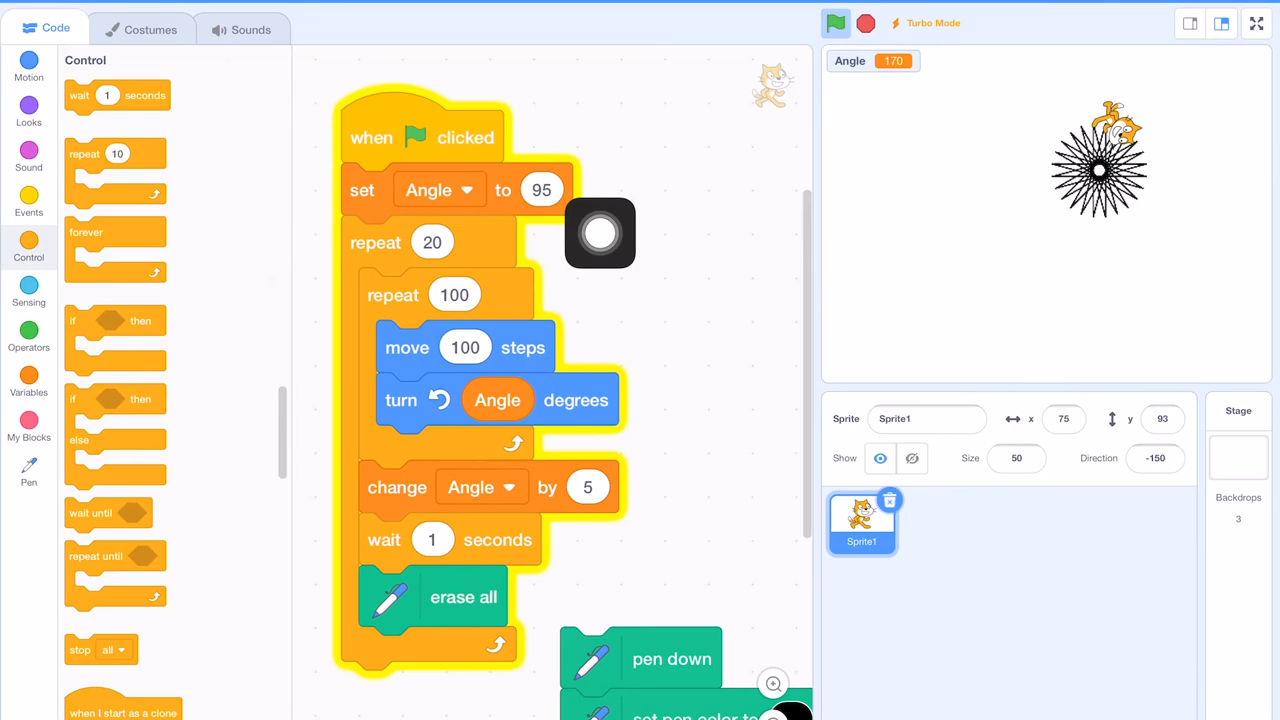 Code
Costumes
Sounds
Turbo Mode
Motion
Looks
Sound
Events
Control
Sensing
Operators
Variables
My Blocks
Pen
Control
wait 1 seconds
repeat 10
forever
if then
if then
else
wait until
repeat until
stop all
when I start as a clone
when clicked
set Angle to 95
repeat 20
repeat 100
move 100 steps
turn Angle degrees
change Angle by 5
wait 1 seconds
erase all
pen down
set pen color to
Angle 170
Sprite Sprite1 x 75 y 93
Show Size 50 Direction -150
Sprite1
Stage
Backdrops
3